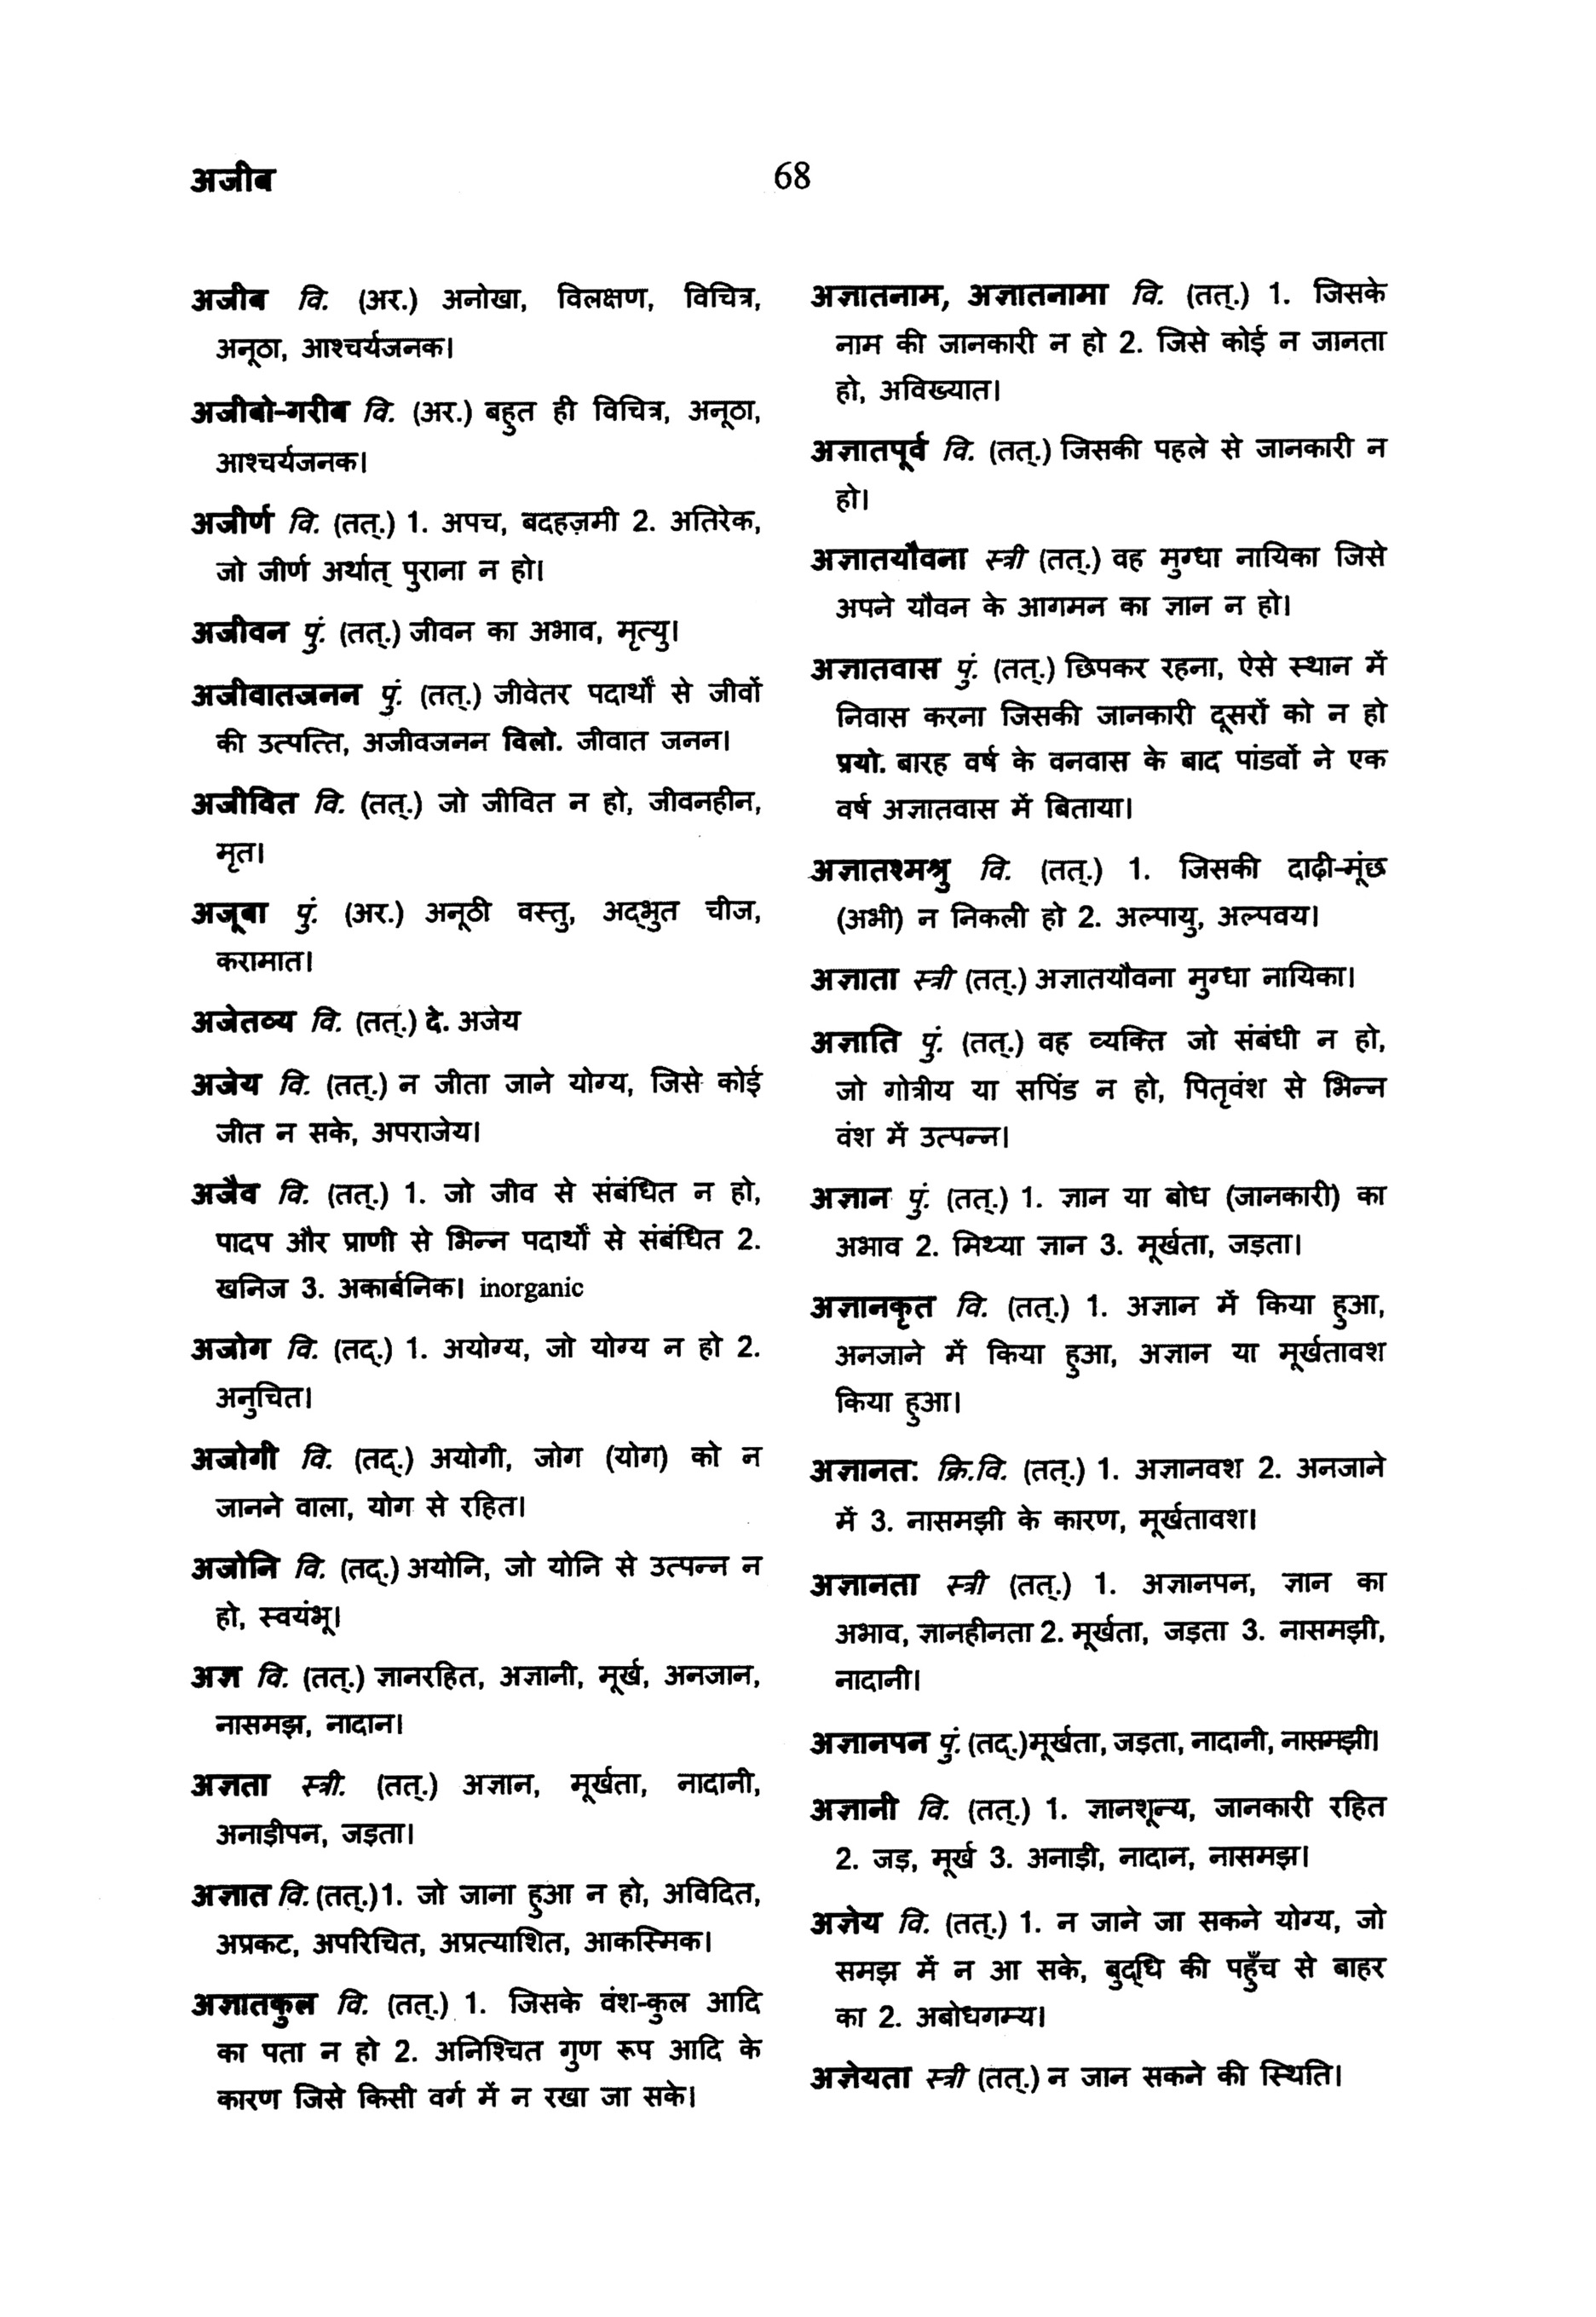 अजीब
68
अजीब वि. (अर.) अनोखा, विलक्षण, विचित्र,
अनूठा, आश्चर्यजनक।
अजीबो-गरीब वि. (अर.) बहुत ही विचित्र, अनूठा,
आश्चर्यजनक।
अजीर्ण वि. (तत्.) 1. अपच, बदहज़मी 2. अतिरेक,
जो जीर्ण अर्थात् पुराना न हो।
अजीवन पुं. (तत्.) जीवन का अभाव, मृत्यु।
अजीवातजनन पुं. (तत्.) जीवेतर पदार्थों से जीवों
की उत्पत्ति, अजीवजनन विलो. जीवात जनन।
अजीवित वि. (तत्.) जो जीवित न हो, जीवनहीन,
मृत।
अजूबा पुं. (अर.) अनूठी वस्तु, अद्‌भुत चीज,
करामात।
अजेतव्य वि. (तत्.) दे. अजेय
अजेय वि. (तत्.) न जीता जाने योग्य, जिसे कोई
जीत न सके, अपराजेय।
अजैव वि. (तत्.) 1. जो जीव से संबंधित न हो,
पादप और प्राणी से भिन्न पदार्थों से संबंधित 2.
खनिज 3. अकार्बनिक। inorganic
अजोग वि. (तद्.) 1. अयोग्य, जो योग्य न हो 2.
अनुचित।
अजोगी वि. (तद्.) अयोगी, जोग (योग) को न
जानने वाला, योग से रहित।
अजोनि वि. (तद्.) अयोनि, जो योनि से उत्पन्न न
हो, स्वयंभू।
अज्ञ वि. (तत्.) ज्ञानरहित, अज्ञानी, मूर्ख, अनजान,
नासमझ, नादान।
अज्ञता स्त्री. (तत्.) अज्ञान, मूर्खता, नादानी,
अनाड़ीपन, जड़ता।
अज्ञात वि. (तत्.)1. जो जाना हुआ न हो, अविदित,
अप्रकट, अपरिचित, अप्रत्याशित, आकस्मिक।
अज्ञातकुल वि. (तत्.) 1. जिसके वंश-कुल आदि
का पता न हो 2. अनिश्चित गुण रूप आदि के
कारण जिसे किसी वर्ग में न रखा जा सके।
अज्ञातनाम, अज्ञातनामा वि. (तत्.) 1. जिसके
नाम की जानकारी न हो 2. जिसे कोई न जानता
हो, अविख्यात।
अज्ञातपूर्व वि. (तत्.) जिसकी पहले से जानकारी न
हो।
अज्ञातयौवना स्त्री (तत्.) वह मुग्धा नायिका जिसे
अपने यौवन के आगमन का ज्ञान न हो।
अज्ञातवास पुं. (तत्.) छिपकर रहना, ऐसे स्थान में
निवास करना जिसकी जानकारी दूसरों को न हो
प्रयो. बारह वर्ष के वनवास के बाद पांडवों ने एक
वर्ष अज्ञातवास में बिताया।
अज्ञातश्मश्रु वि. (तत्.) 1. जिसकी दाढ़ी-मूंछ
(अभी) न निकली हो 2. अल्पायु, अल्पवय।
अज्ञाता स्त्री (तत्.) अज्ञातयौवना मुग्धा नायिका।
अज्ञाति पुं. (तत्.) वह व्यक्ति जो संबंधी न हो,
जो गोत्रीय या सपिंड न हो, पितृवंश से भिन्न
वंश में उत्पन्न।
अज्ञान पुं. (तत्.) 1. ज्ञान या बोध (जानकारी) का
अभाव 2. मिथ्या ज्ञान 3. मूर्खता, जड़ता।
अज्ञानकृत वि. (तत्.) 1. अज्ञान में किया हुआ,
अनजाने में किया हुआ, अज्ञान या मूर्खतावश
किया हुआ।
अज्ञानत: क्रि.वि. (तत्.) 1. अज्ञानवश 2. अनजाने
में 3. नासमझी के कारण, मूर्खतावश।
अज्ञानता स्त्री (तत्.) 1. अज्ञानपन, ज्ञान का
अभाव, ज्ञानहीनता 2. मूर्खता, जड़ता 3. नासमझी,
नादानी।
अज्ञानपन पुं. (तद्.)मूर्खता, जड़ता, नादानी, नासमझी।
अज्ञानी वि. (तत्.) 1. ज्ञानशून्य, जानकारी रहित
2. जड़, मूर्ख 3. अनाड़ी, नादान, नासमझ।
अज्ञेय वि. (तत्.) 1. न जाने जा सकने योग्य, जो
समझ में न आ सके, बुद्‌धि की पहुँच से बाहर
का 2. अबोधगम्य।
अज्ञेयता स्त्री (तत्.) न जान सकने की स्थिति।